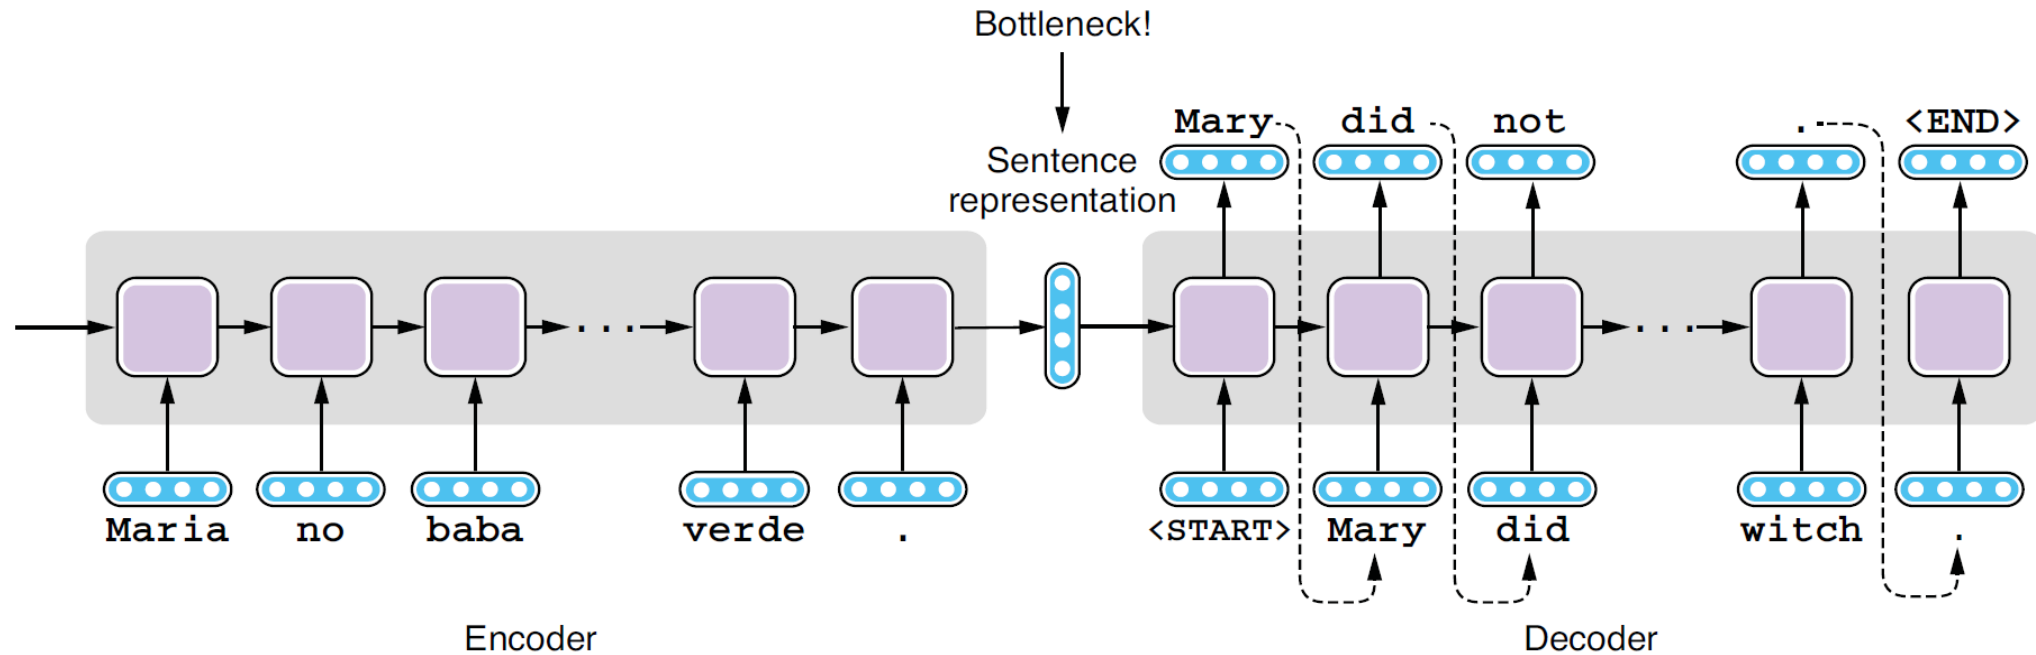 Bottleneck!
Sentence
representation
Mary did not . <END>
. . . . . .
Maria no baba verde . <START> Mary did witch .
Encoder Decoder